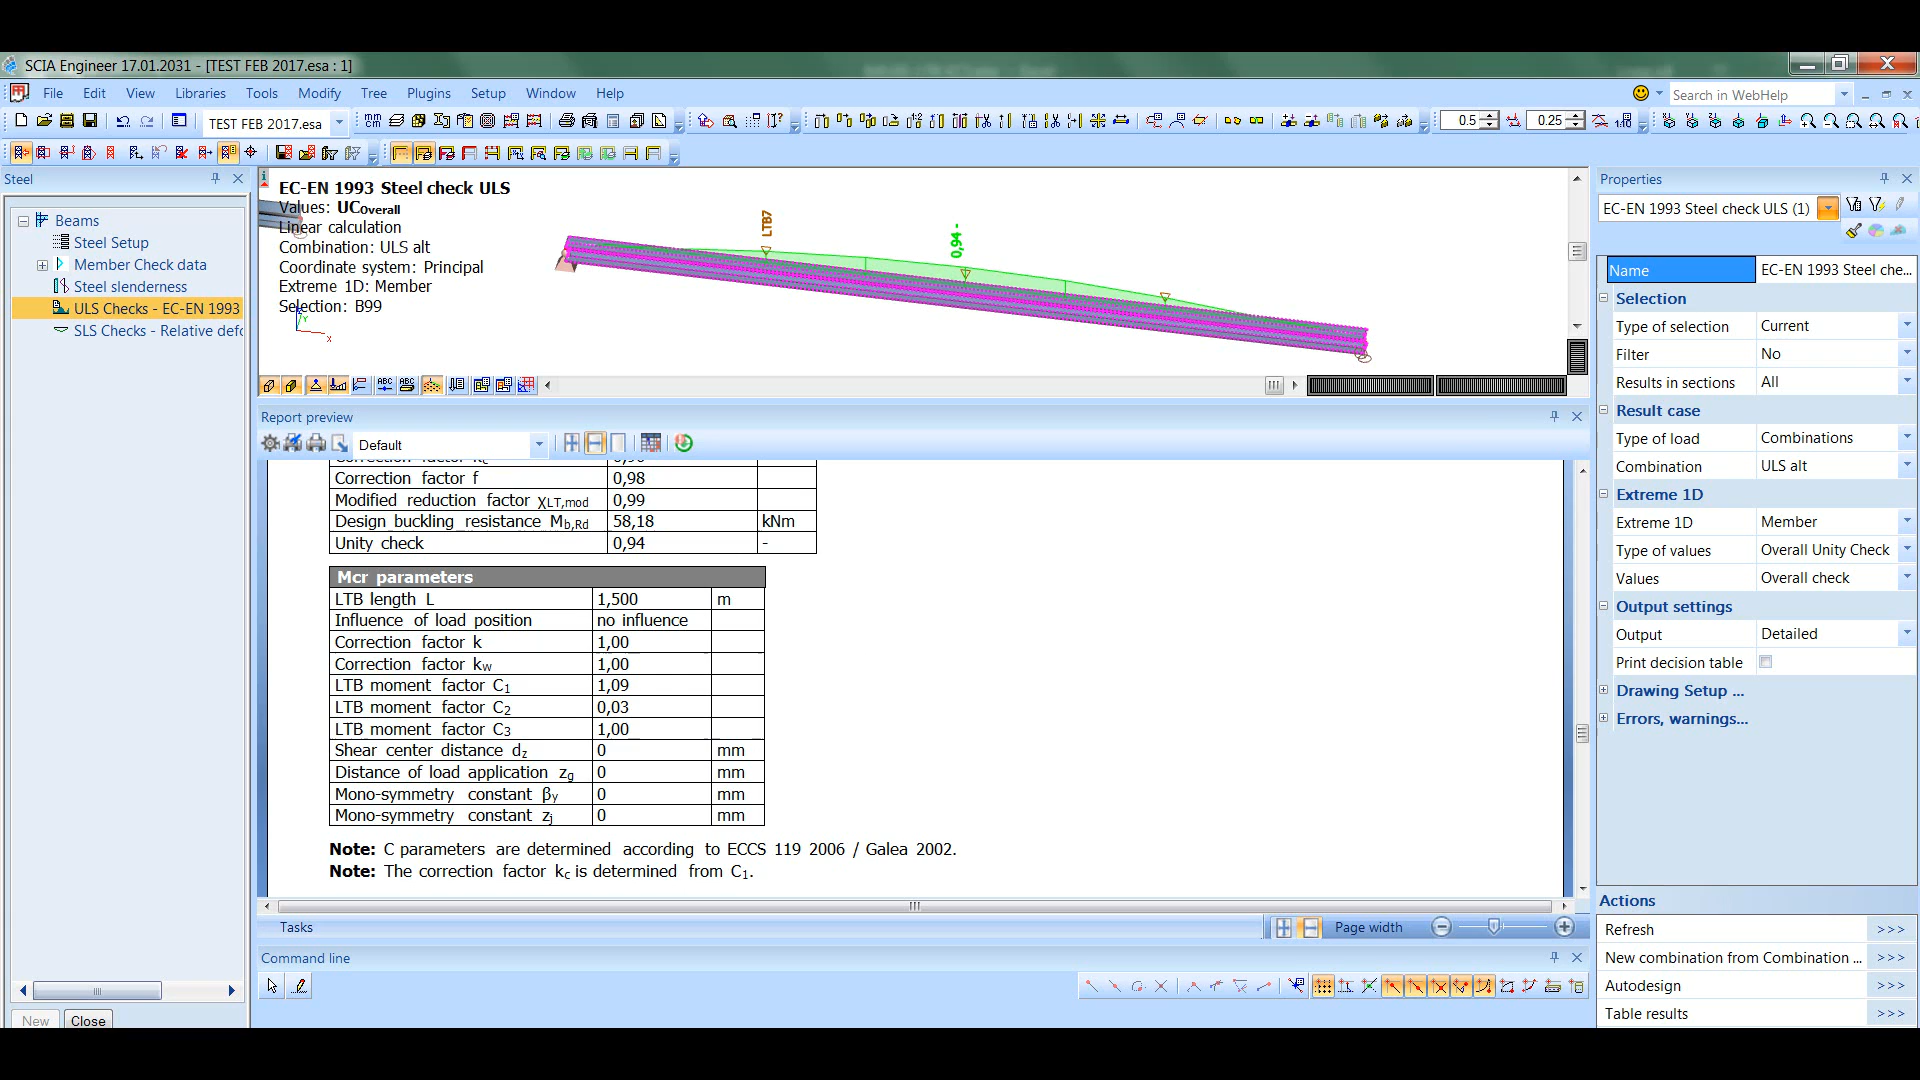 SCIA Engineer 17.01.2031 - [TEST FEB 2017.esa : 1]
File Edit View Libraries Tools Modify Tree Plugins Setup Window Help
Search in WebHelp
TEST FEB 2017.esa
0.5
0.25
Steel
Beams
Steel Setup
Member Check data
Steel slenderness
ULS Checks - EC-EN 1993
SLS Checks - Relative defo
New
Close
EC-EN 1993 Steel check ULS
Values: UCOverall
Linear calculation
Combination: ULS alt
Coordinate system: Principal
Extreme 1D: Member
Selection: B99
LTB7
0,94 -
x
Report preview
Default
Correction factor f 0,98
Modified reduction factor χLT,mod 0,99
Design buckling resistance Mb,Rd 58,18 kNm
Unity check 0,94 -
Mcr parameters
LTB length L 1,500 m
Influence of load position no influence
Correction factor k 1,00
Correction factor kw 1,00
LTB moment factor C1 1,09
LTB moment factor C2 0,03
LTB moment factor C3 1,00
Shear center distance dz 0 mm
Distance of load application zg 0 mm
Mono-symmetry constant βy 0 mm
Mono-symmetry constant zj 0 mm
Note: C parameters are determined according to ECCS 119 2006 / Galea 2002.
Note: The correction factor kc is determined from C1.
Tasks
Page width
Command line
Properties
EC-EN 1993 Steel check ULS (1)
Name EC-EN 1993 Steel che...
Selection
Type of selection Current
Filter No
Results in sections All
Result case
Type of load Combinations
Combination ULS alt
Extreme 1D
Extreme 1D Member
Type of values Overall Unity Check
Values Overall check
Output settings
Output Detailed
Print decision table
Drawing Setup ...
Errors, warnings...
Actions
Refresh >>>
New combination from Combination ... >>>
Autodesign >>>
Table results >>>